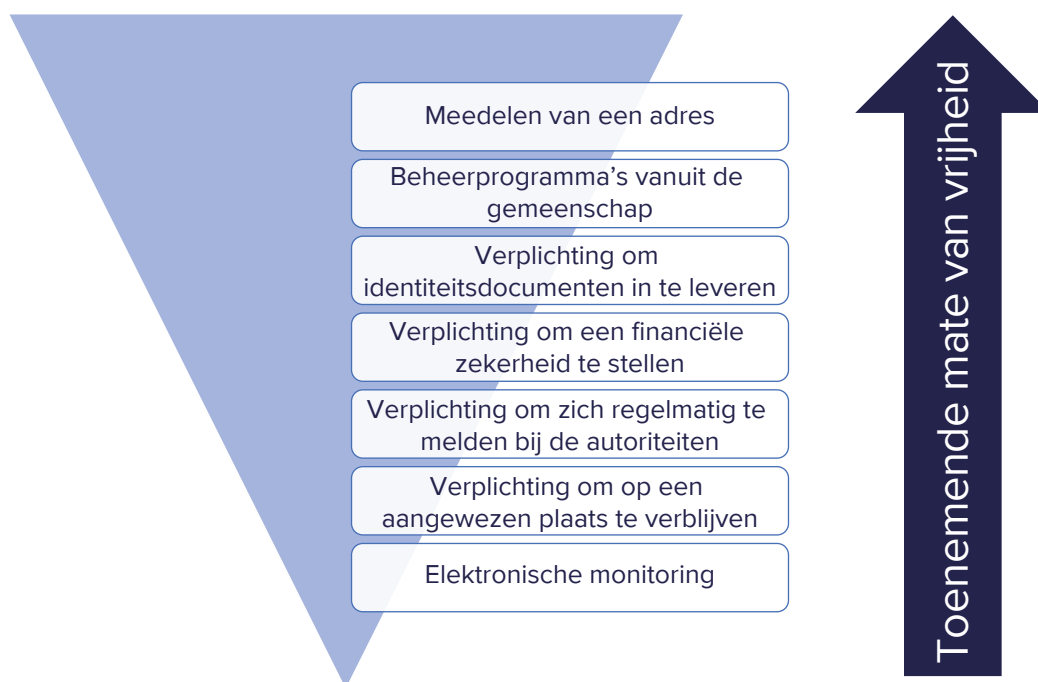 Meedelen van een adres
Beheerprogramma's vanuit de
gemeenschap
Verplichting om
identiteitsdocumenten in te leveren
Verplichting om een financiële
zekerheid te stellen
Verplichting om zich regelmatig te
melden bij de autoriteiten
Verplichting om op een
aangewezen plaats te verblijven
Elektronische monitoring
Toenemende mate van vrijheid